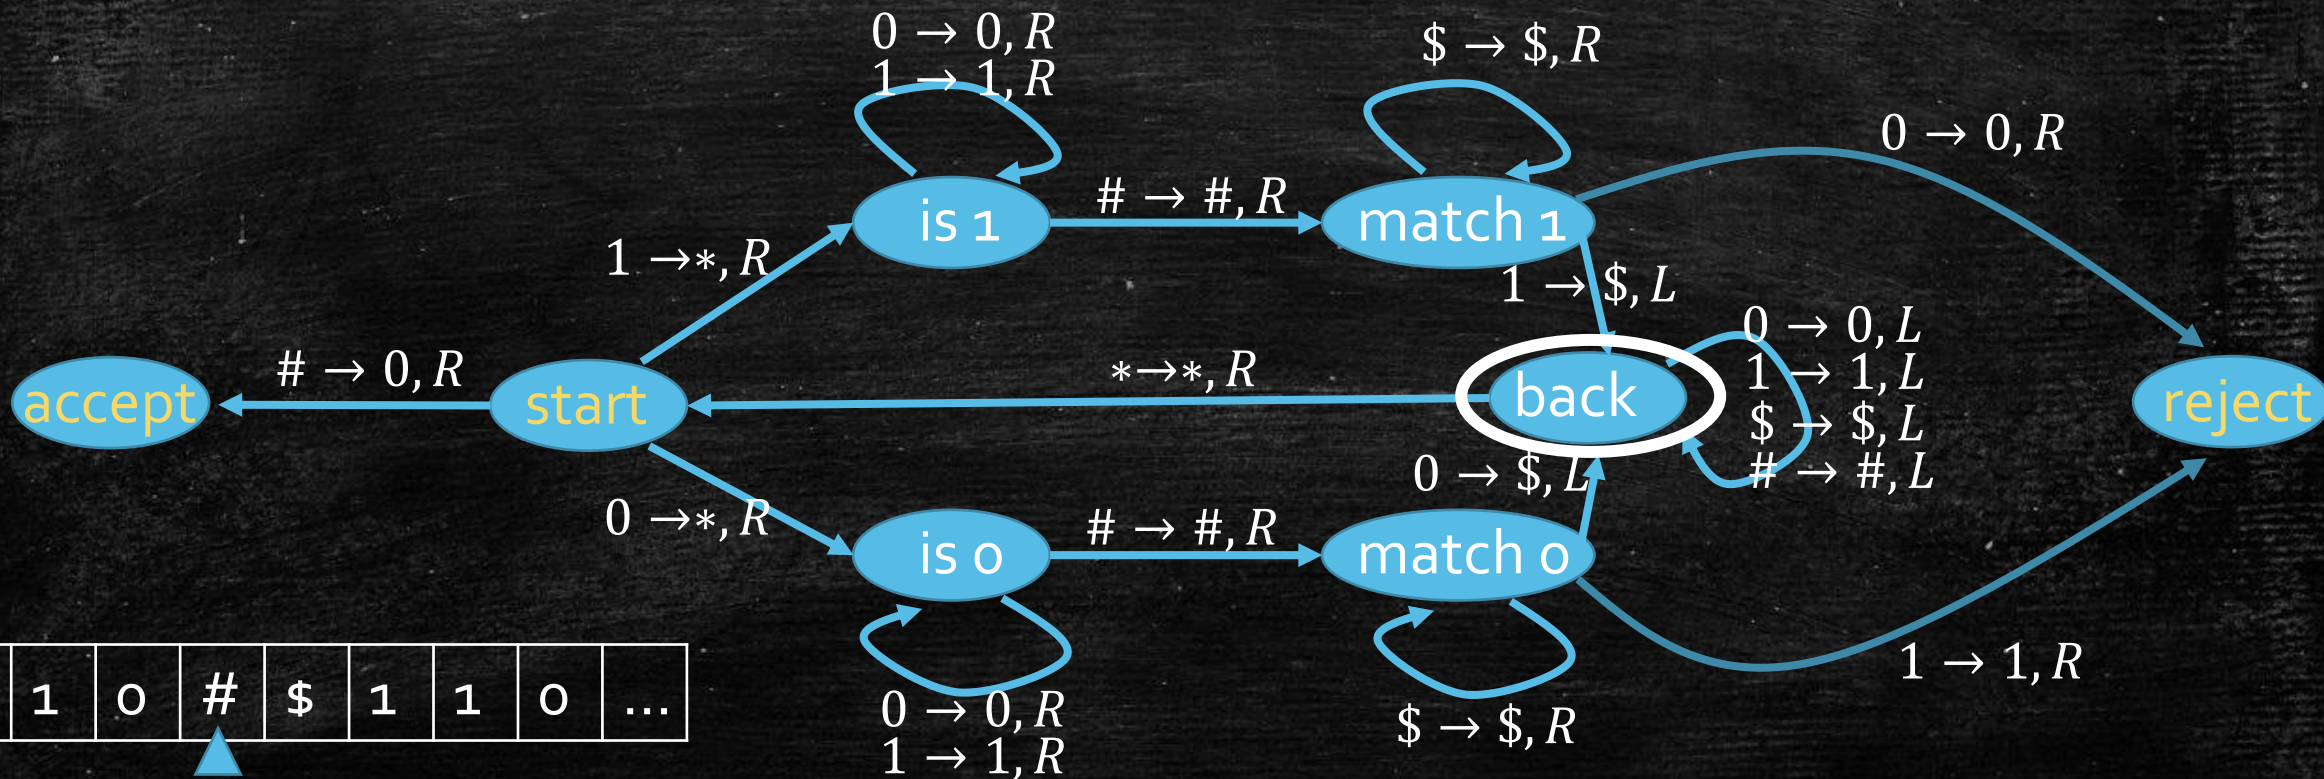 0 → 0, R
1 → 1, R
$ → $, R
0 → 0, R
is 1
# → #, R
match 1
1 →*, R
1 → $, L
0 → 0, L
1 → 1, L
$ → $, L
# → #, L
accept
# → 0, R
start
*→*, R
back
reject
0 → $, L
0 →*, R
is 0
# → #, R
match 0
1 → 1, R
0 → 0, R
1 → 1, R
$ → $, R
1 0 # $ 1 1 0 ...